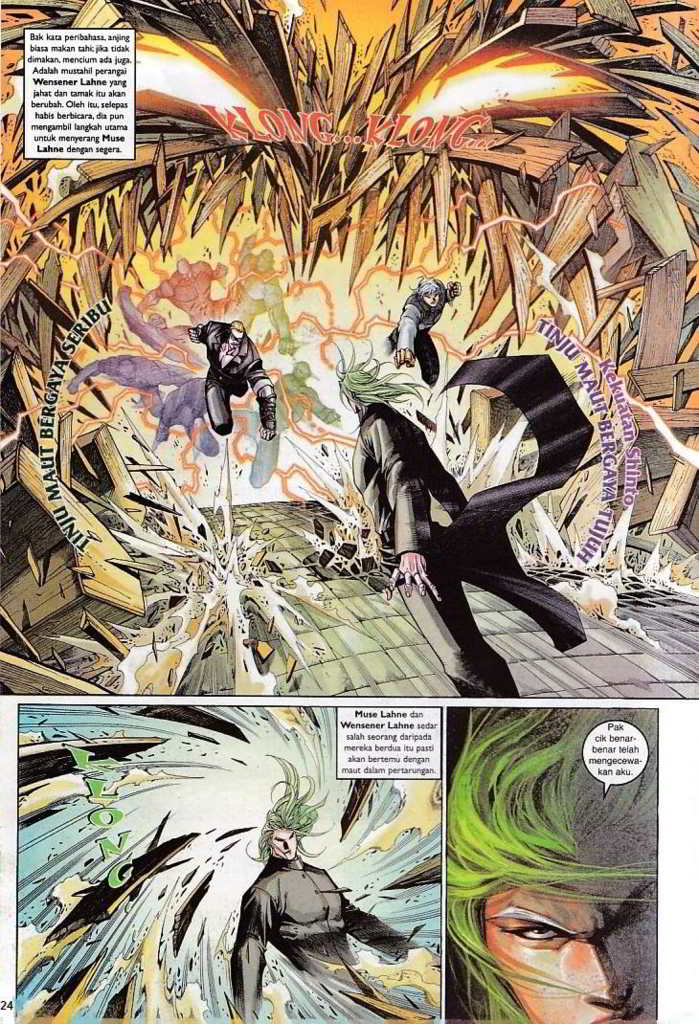 Bak kata peribahasa, anjing
biasa makan tahi; jika tidak
dimakan, mencium ada juga.
Adalah mustahil perangai
Wensener Lahne yang
jahat dan tamak itu akan
berubah. Oleh itu, selepas
habis berbicara, dia pun
mengambil langkah utama
untuk menyerang Muse
Lahne dengan segera.
KLONG... KLONG...
TINJU MAUT BERGAYA SERIBU
Kekuatan Shinto
TINJU MAUT BERGAYA TUJUH
Muse Lahne dan
Wensener Lahne sedar
salah seorang daripada
mereka berdua itu pasti
akan bertemu dengan
maut dalam pertarungan.
KLONG
Pak
cik benar-
benar telah
mengecewa-
kan aku.
24